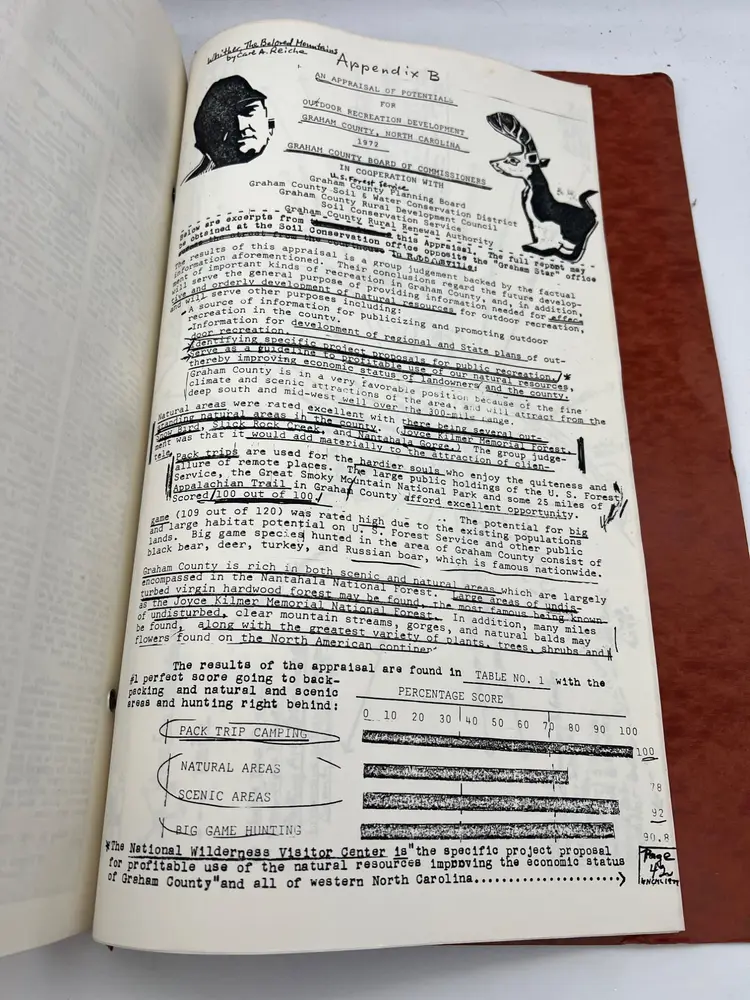 Whither, The Beloved Mountains
by Carl A. Reiche
Appendix B
AN APPRAISAL OF POTENTIALS
FOR
OUTDOOR RECREATION DEVELOPMENT
GRAHAM COUNTY, NORTH CAROLINA
1972
GRAHAM COUNTY BOARD OF COMMISSIONERS
IN COOPERATION WITH
U.S. Forest Service
Graham County Planning Board
Graham County Soil & Water Conservation District
Graham County Rural Development Council
Soil Conservation Service
Graham County Rural Renewal Authority
Below are excerpts from this Appraisal. The full report may
be obtained at the Soil Conservation office opposite the "Graham Star" office
in Robbinsville
The results of this appraisal is a group judgement backed by the factual
information aforementioned. Their conclusions regard the future develop-
ment of important kinds of recreation in Graham County and, in addition,
will serve the general purpose of providing information needed for effec-
tive and orderly development of natural resources for outdoor recreation,
and will serve other purposes including:
A source of information for publicizing and promoting outdoor
recreation in the county.
Information for development of regional and State plans of out-
door recreation.
Identifying specific project proposals for public recreation. *
Serve as a guideline to profitable use of our natural resources,
thereby improving economic status of landowners and the county.
Graham County is in a very favorable position because of the fine
climate and scenic attractions of the area, and will attract from the
deep south and mid-west well over the 300-mile range.
Natural areas were rated excellent with there being several out-
standing natural areas in the county. (Joyce Kilmer Memorial Forest,
Snow Bird, Slick Rock Creek, and Nantahala Gorge.) The group judge-
ment was that it would add materially to the attraction of clien-
tele.
Pack trips are used for the hardier souls who enjoy the quiteness and
allure of remote places. The large public holdings of the U. S. Forest
Service, the Great Smoky Mountain National Park and some 25 miles of
Appalachian Trail in Graham County afford excellent opportunity.
Scored 100 out of 100.
The potential for big
game (109 out of 120) was rated high due to the existing populations
and large habitat potential on U. S. Forest Service and other public
lands. Big game species hunted in the area of Graham County consist of
black bear, deer, turkey, and Russian boar, which is famous nationwide.
Graham County is rich in both scenic and natural areas which are largely
encompassed in the Nantahala National Forest. Large areas of undis-
turbed virgin hardwood forest may be found, the most famous being known
as the Joyce Kilmer Memorial National Forest. In addition, many miles
of undisturbed, clear mountain streams, gorges, and natural balds may
be found, along with the greatest variety of plants, trees, shrubs and
flowers found on the North American continen
The results of the appraisal are found in TABLE NO. 1 with the
#1 perfect score going to back-
packing and natural and scenic
areas and hunting right behind:
PERCENTAGE SCORE
0 10 20 30 40 50 60 70 80 90 100
PACK TRIP CAMPING 100
NATURAL AREAS 78
SCENIC AREAS 92
BIG GAME HUNTING 90.8
*The National Wilderness Visitor Center is "the specific project proposal
for profitable use of the natural resources improving the economic status
of Graham County" and all of western North Carolina....................>
Page
42